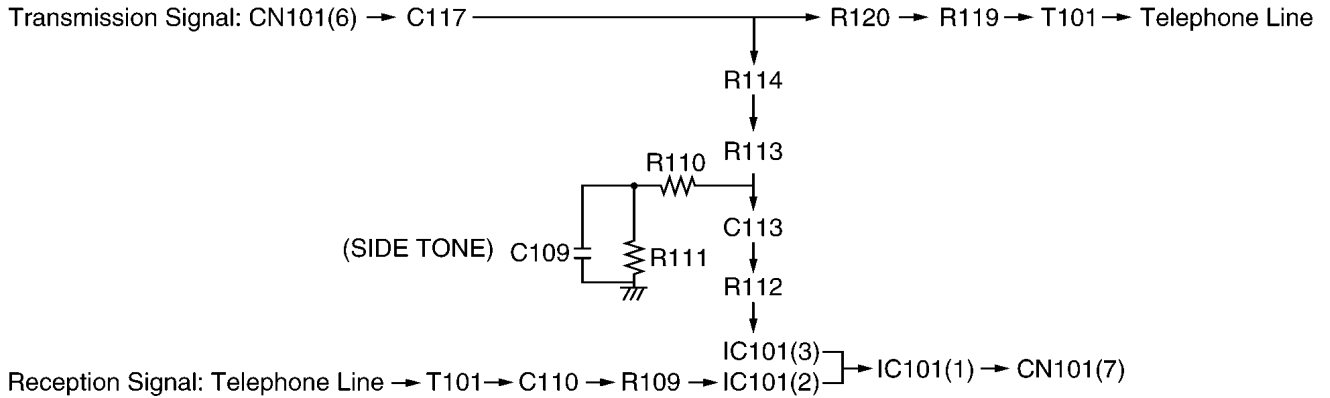 Transmission Signal: CN101(6) → C117 → R120 → R119 → T101 → Telephone Line
R114
R113
R110
C113
(SIDE TONE) C109 R111
R112
IC101(3)
IC101(1) → CN101(7)
Reception Signal: Telephone Line → T101 → C110 → R109 → IC101(2)